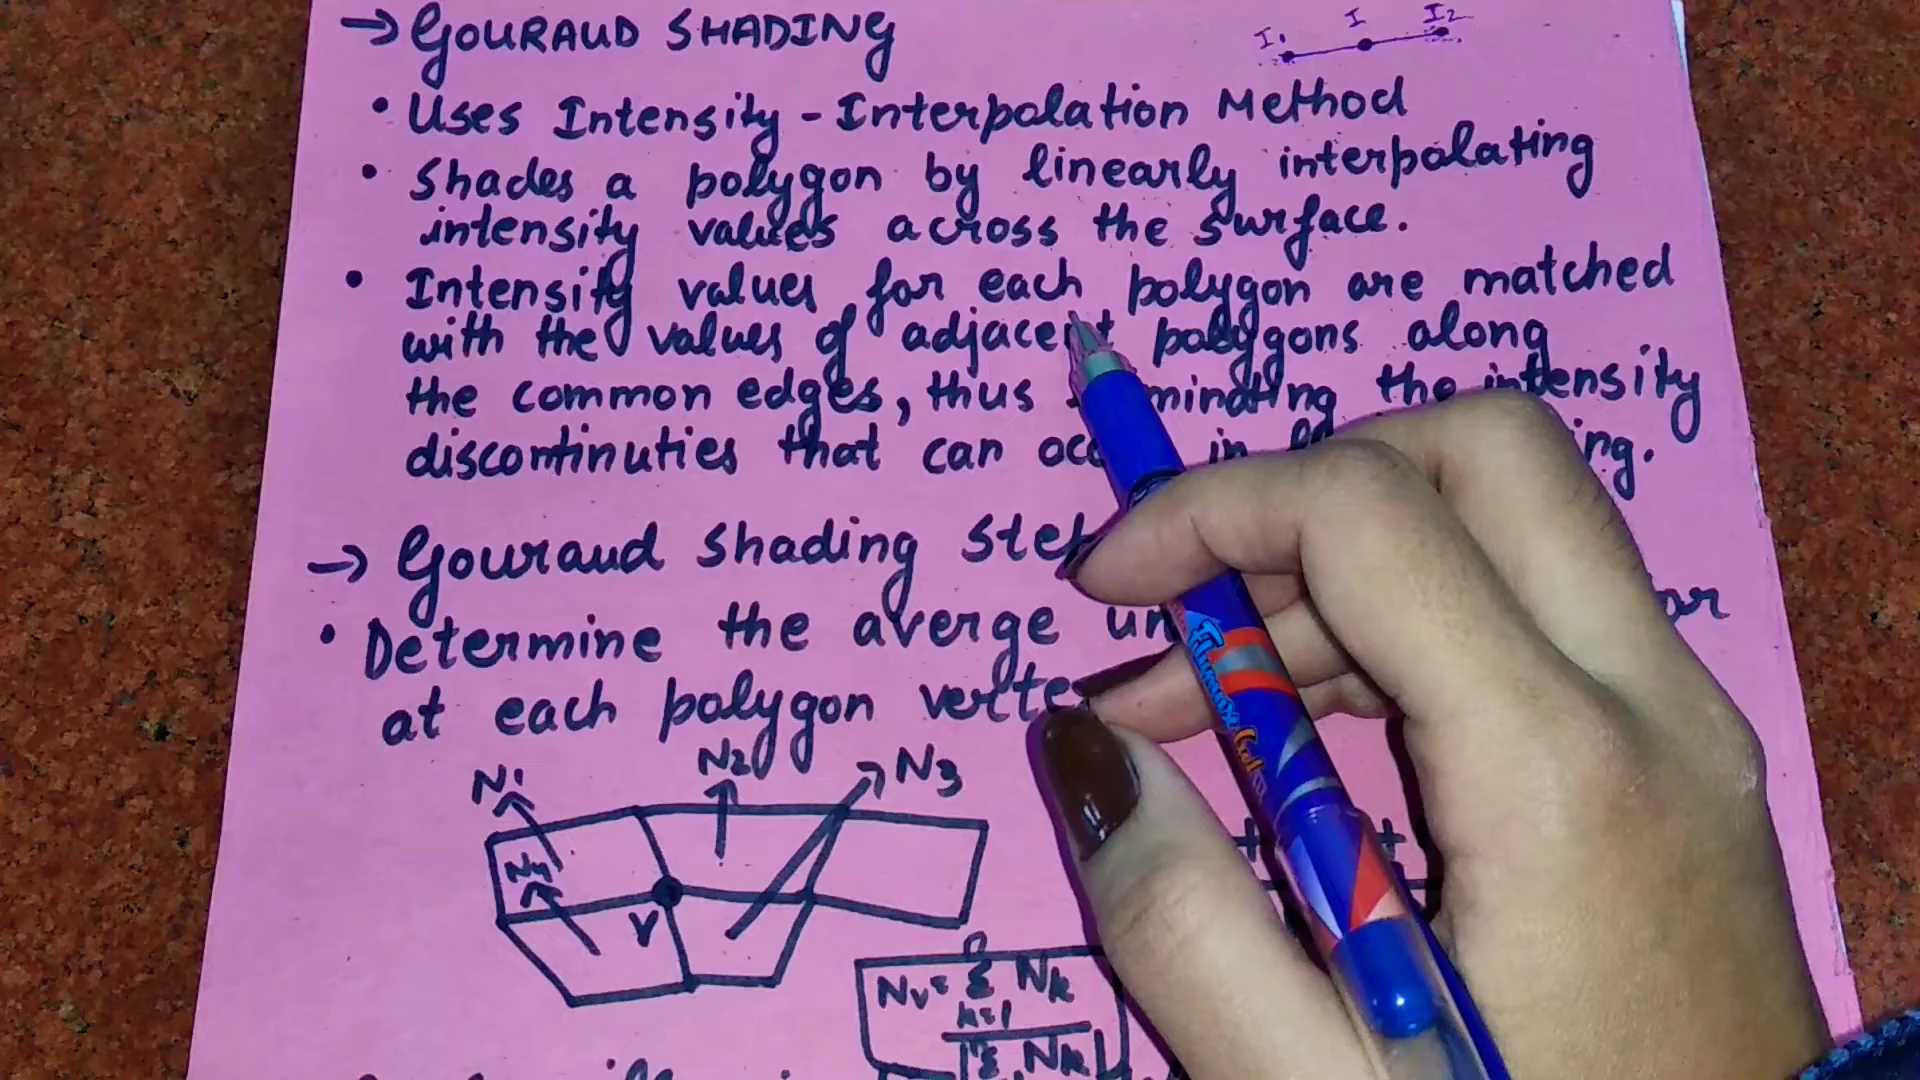 → GOURAUD SHADING
I1 I I2
• Uses Intensity - Interpolation Method
• Shades a polygon by linearly interpolating
intensity values across the surface.
• Intensity values for each polygon are matched
with the values of adjacent polygons along
the common edges, thus the intensity
discontinuties that can in
→ Gouraud Shading
• Determine the averge
at each polygon
N1 N2 N3
N4
V
Nv = n Σ k=1 Nk
| n Σ Nk |